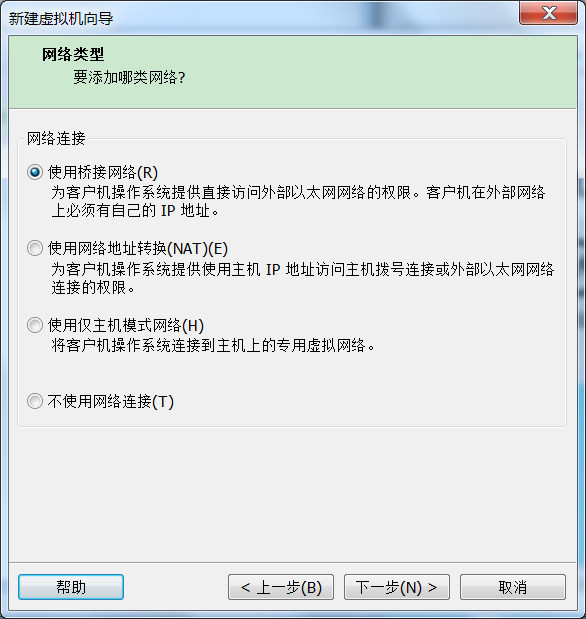 新建虚拟机向导
网络类型
要添加哪类网络?
网络连接
使用桥接网络(R)
为客户机操作系统提供直接访问外部以太网网络的权限。客户机在外部网络
上必须有自己的 IP 地址。
使用网络地址转换(NAT)(E)
为客户机操作系统提供使用主机 IP 地址访问主机拨号连接或外部以太网网络
连接的权限。
使用仅主机模式网络(H)
将客户机操作系统连接到主机上的专用虚拟网络。
不使用网络连接(T)
帮助
< 上一步(B)
下一步(N) >
取消